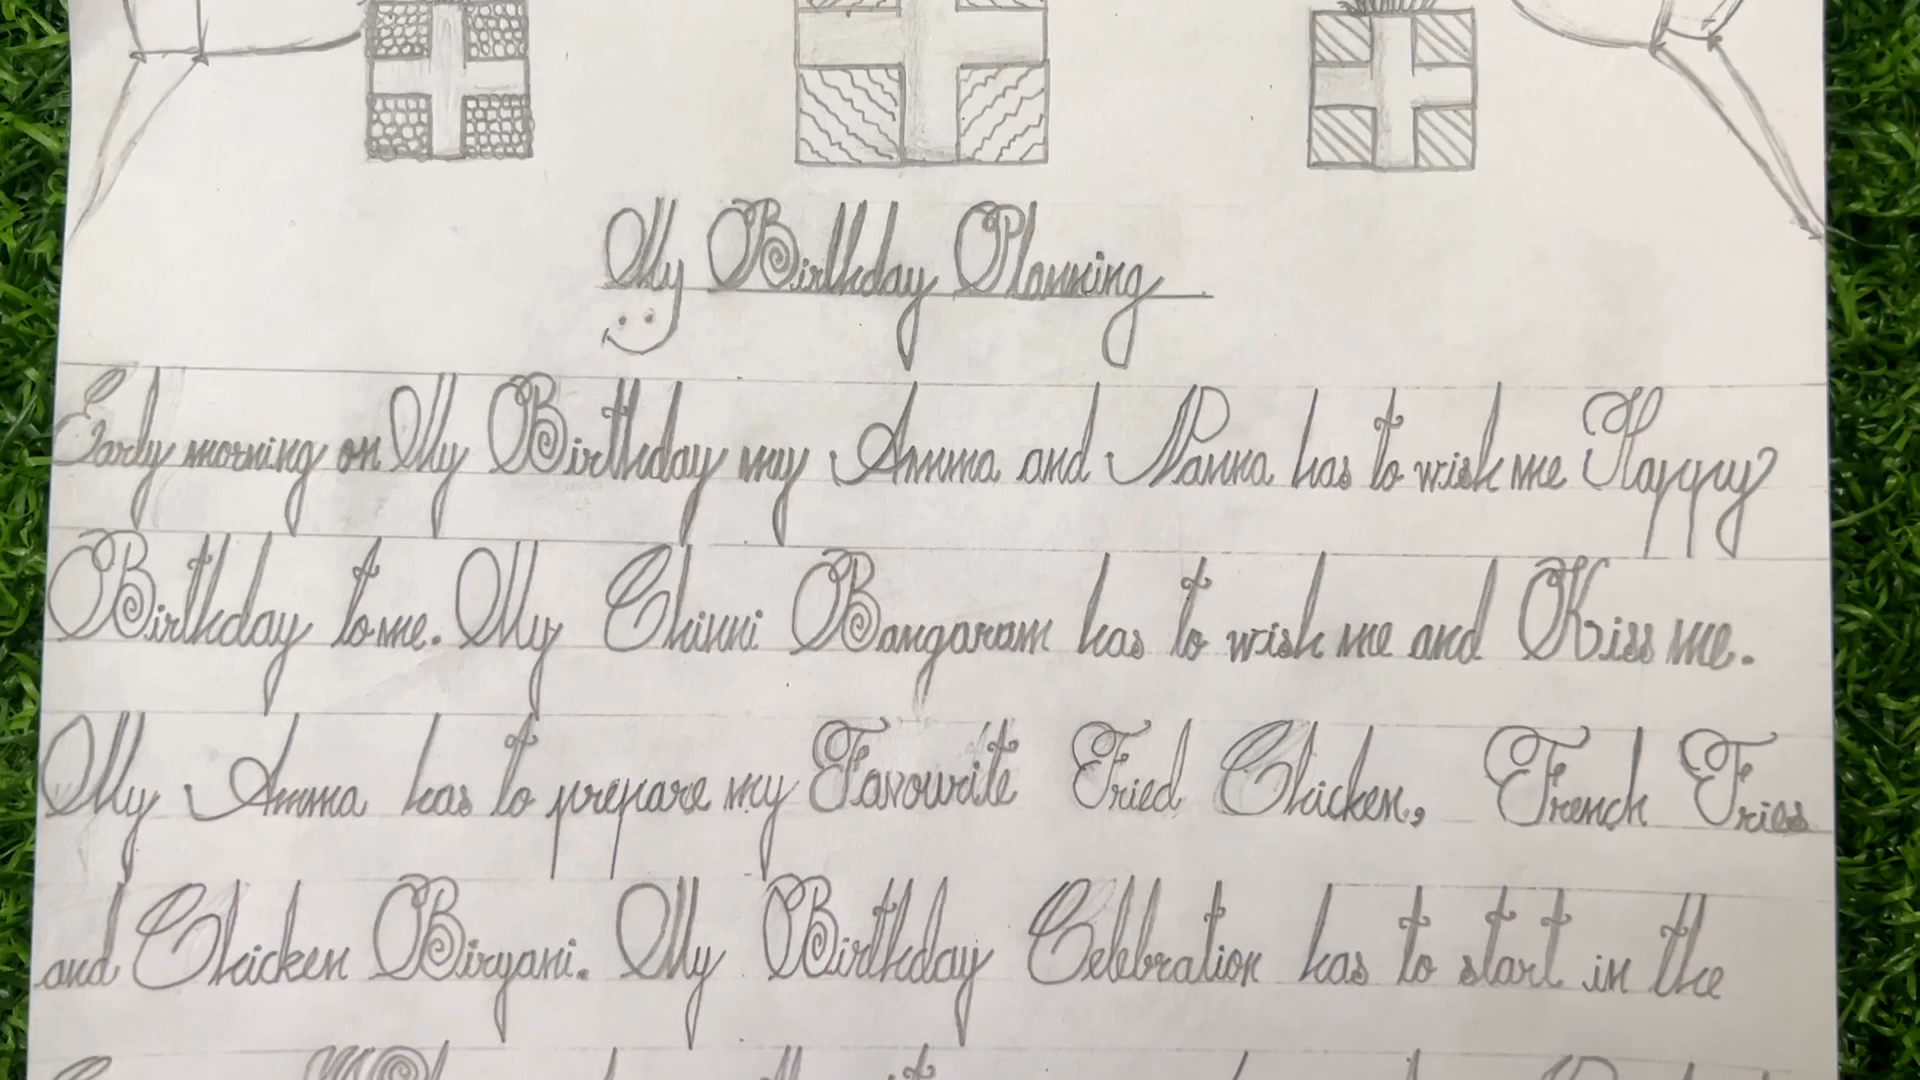 My Birthday Planning
Early morning on My Birthday my Amma and Nanna has to wish me Happy
Birthday to me. My Chinni Bangaram has to wish me and Kiss me.
My Amma has to prepare my Favourite Fried Chicken, French Fries
and Chicken Biryani. My Birthday Celebration has to start in the